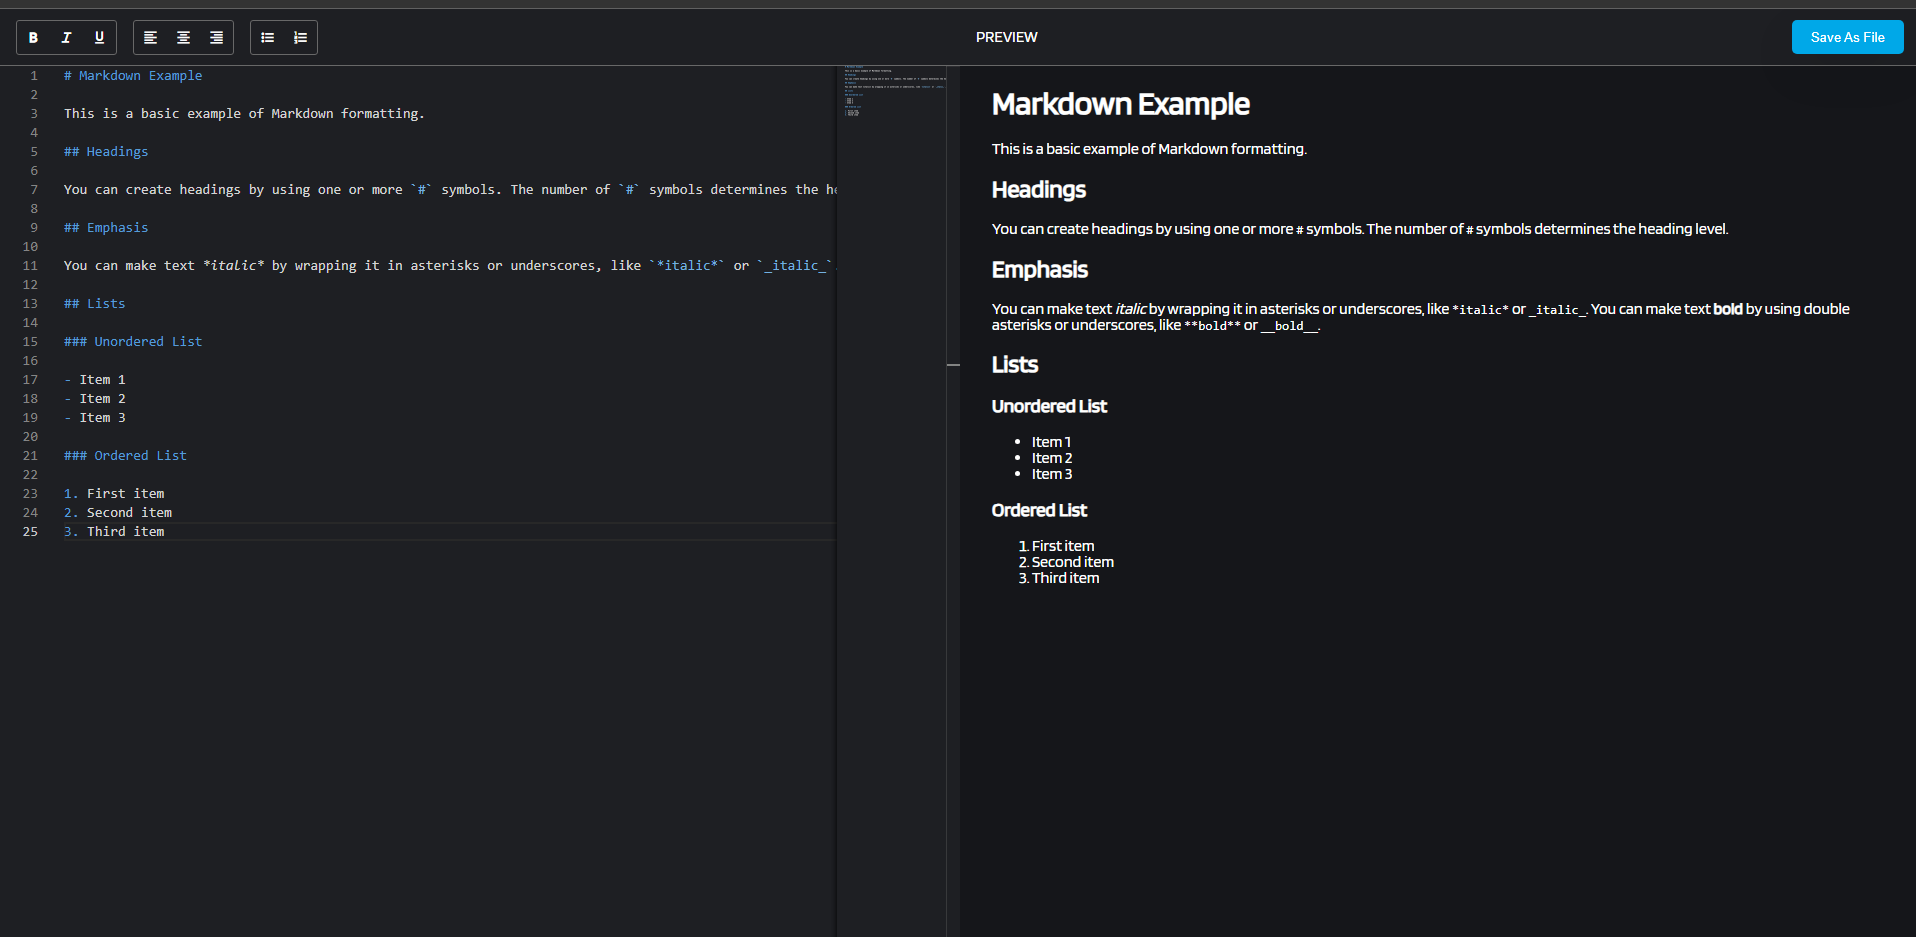 B I U
PREVIEW
Save As File
1 # Markdown Example
2
3 This is a basic example of Markdown formatting.
4
5 ## Headings
6
7 You can create headings by using one or more `#` symbols. The number of `#` symbols determines the he
8
9 ## Emphasis
10
11 You can make text *italic* by wrapping it in asterisks or underscores, like `*italic*` or `_italic_`.
12
13 ## Lists
14
15 ### Unordered List
16
17 - Item 1
18 - Item 2
19 - Item 3
20
21 ### Ordered List
22
23 1. First item
24 2. Second item
25 3. Third item
Markdown Example
This is a basic example of Markdown formatting.
Headings
You can create headings by using one or more # symbols. The number of # symbols determines the heading level.
Emphasis
You can make text italic by wrapping it in asterisks or underscores, like *italic* or _italic_. You can make text bold by using double
asterisks or underscores, like **bold** or __bold__.
Lists
Unordered List
• Item 1
• Item 2
• Item 3
Ordered List
1. First item
2. Second item
3. Third item